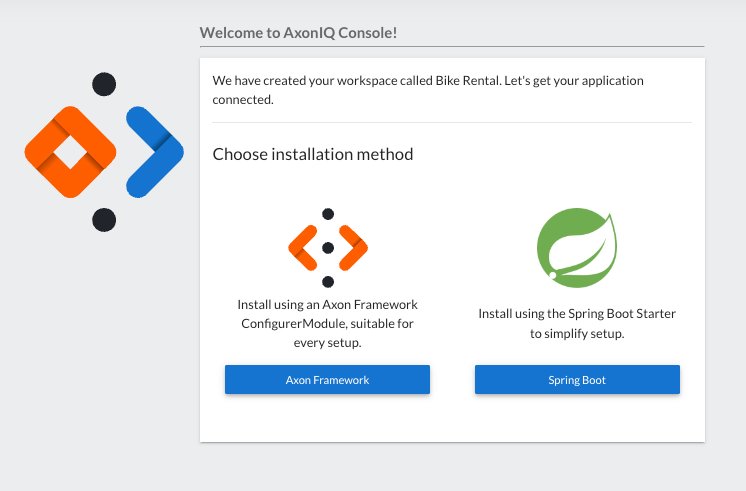 Welcome to AxonIQ Console!
We have created your workspace called Bike Rental. Let's get your application
connected.
Choose installation method
Install using an Axon Framework
ConfigurerModule, suitable for
every setup.
Axon Framework
Install using the Spring Boot Starter
to simplify setup.
Spring Boot